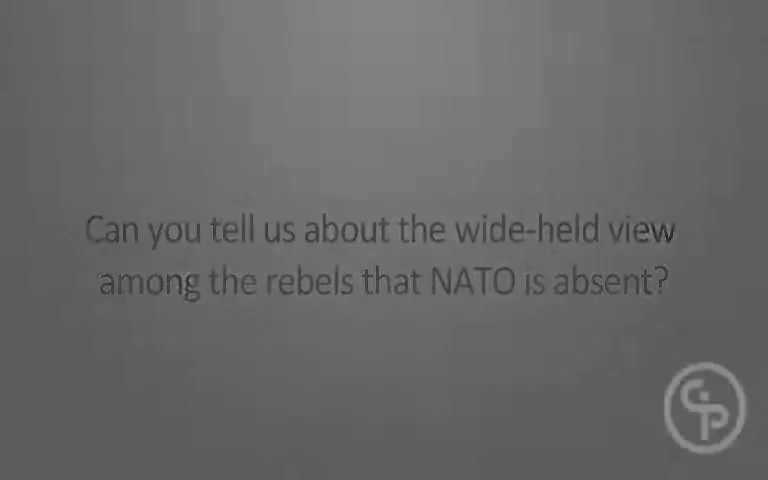 Can you tell us about the wide-held view
among the rebels that NATO is absent?